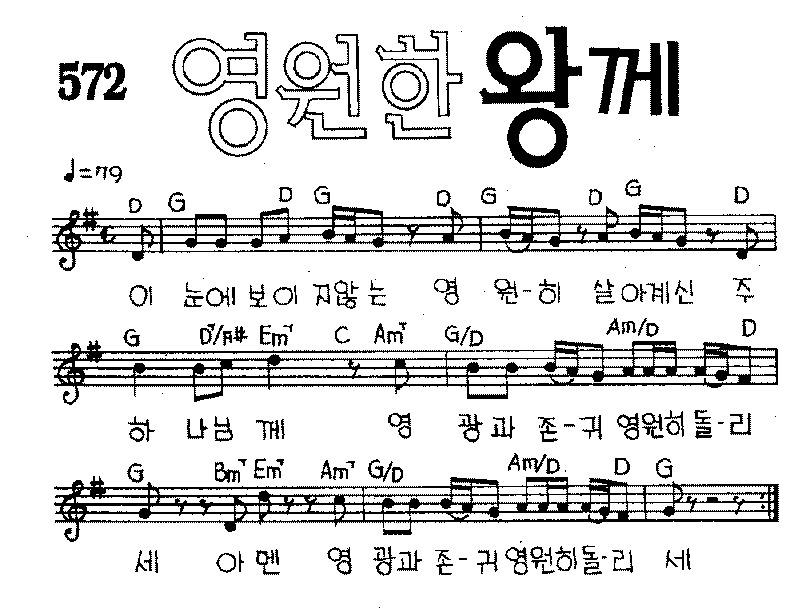 572 영원한 왕께
♩=79
D G D G D G D G D
이 눈에 보이 지않는 영 원-히 살아계신 주
G D7/F# Em7 C Am7 G/D Am/D D
하 나님 께 영 광과 존-귀 영원히돌-리
G Bm7 Em7 Am7 G/D Am/D D G
세 아멘 영 광과 존-귀 영원히돌-리 세